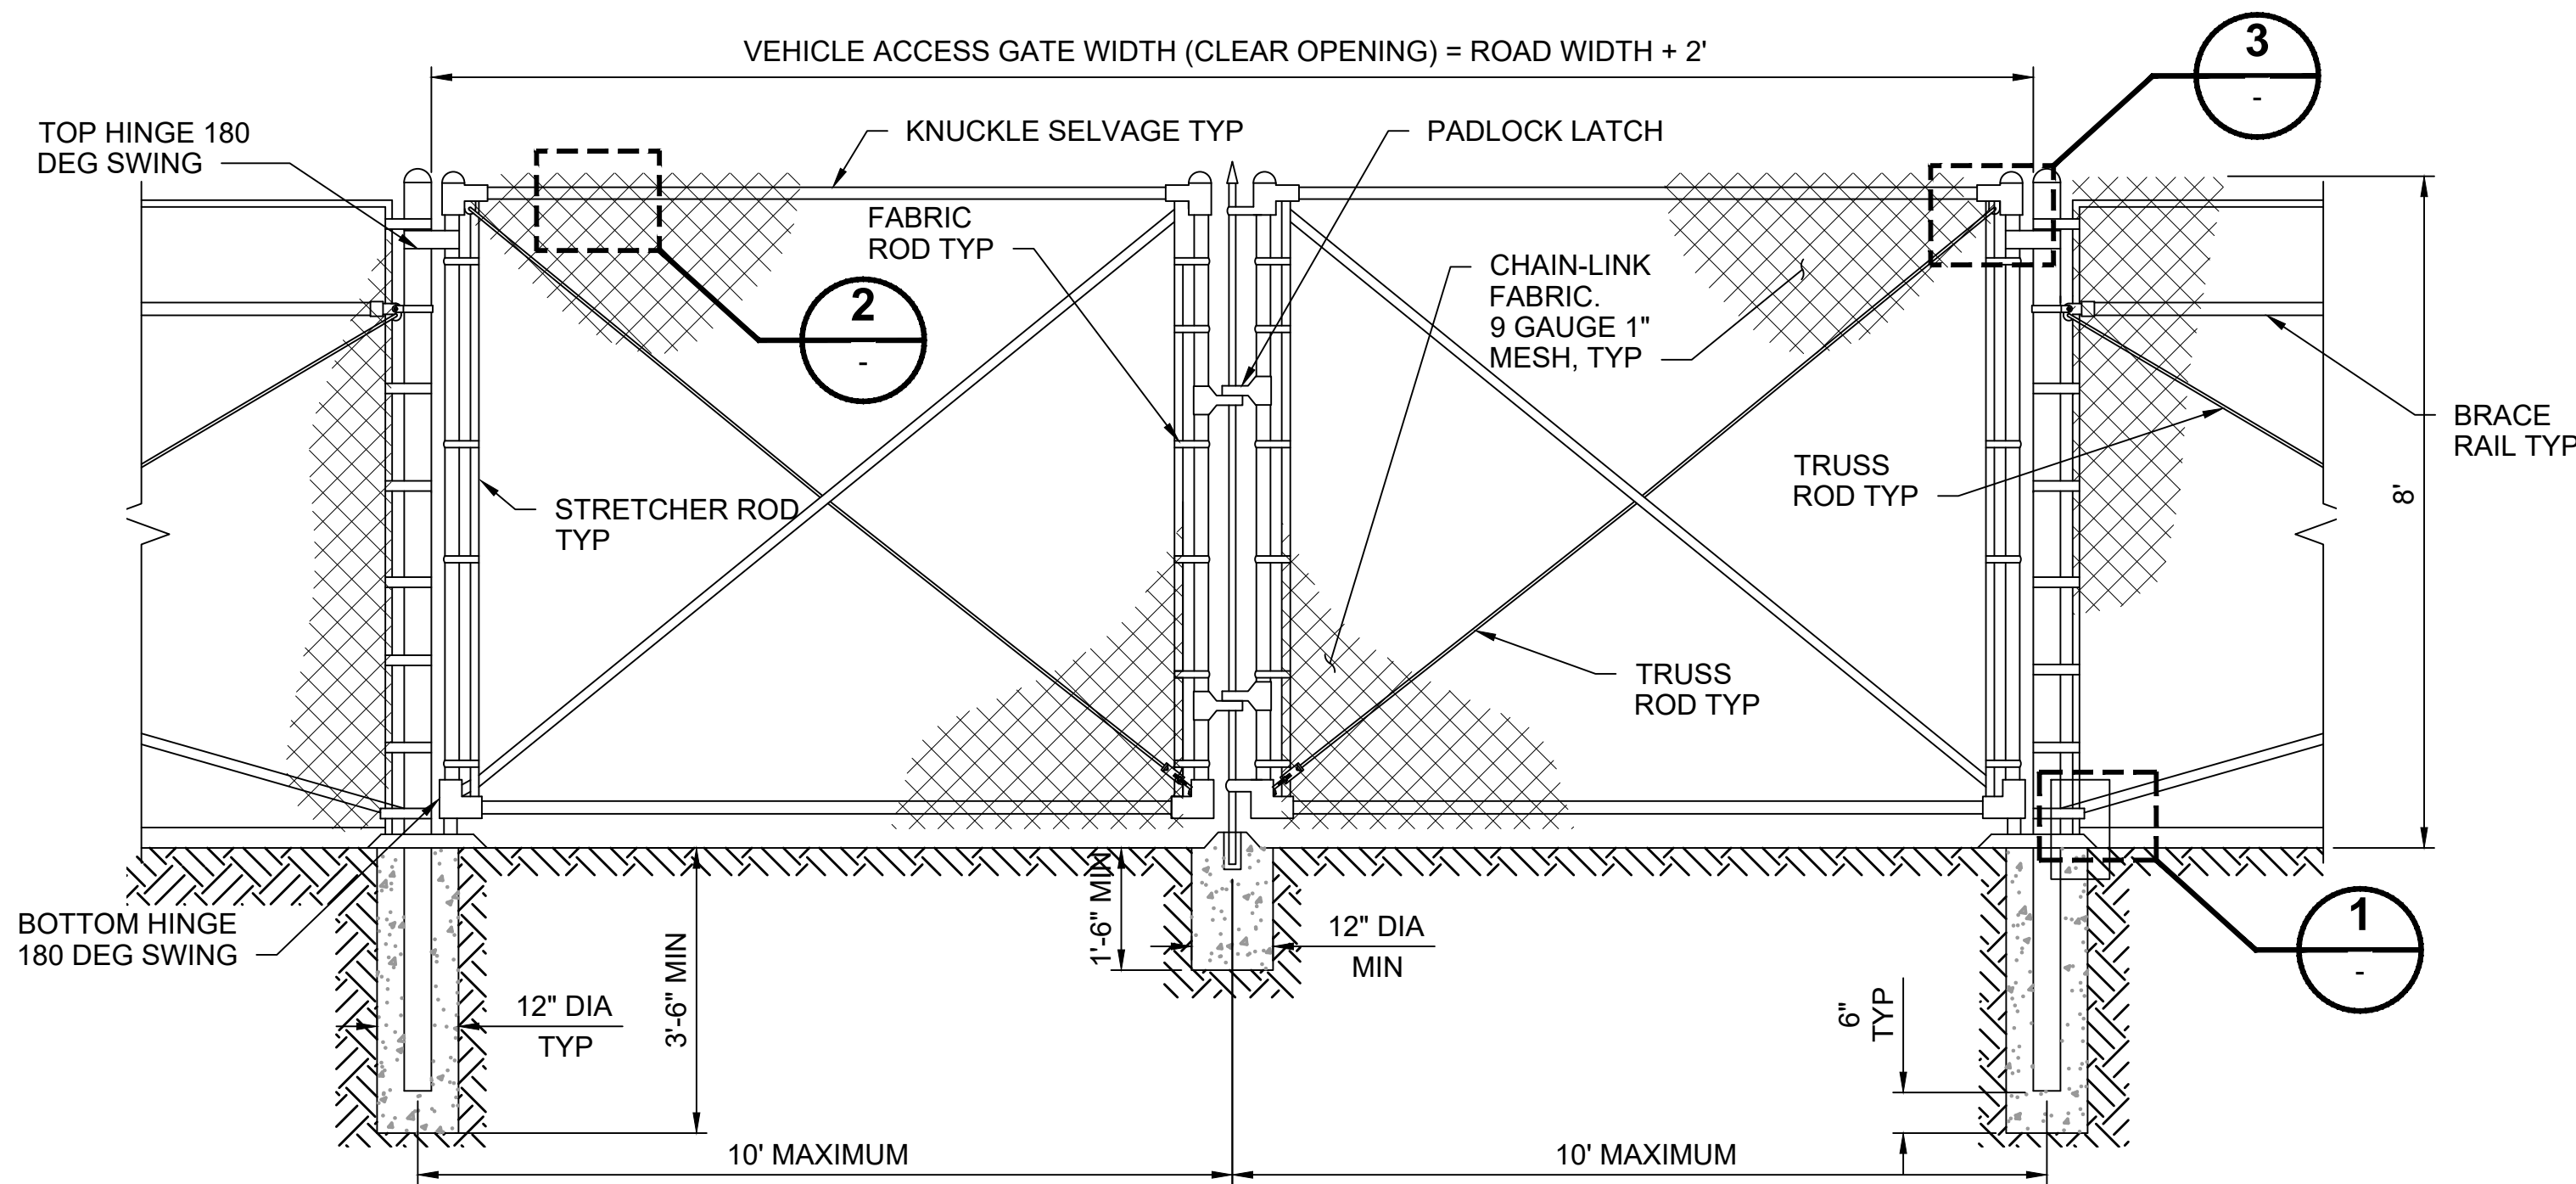 VEHICLE ACCESS GATE WIDTH (CLEAR OPENING) = ROAD WIDTH + 2'
3
-
TOP HINGE 180
DEG SWING
KNUCKLE SELVAGE TYP
PADLOCK LATCH
FABRIC
ROD TYP
2
-
CHAIN-LINK
FABRIC.
9 GAUGE 1"
MESH, TYP
BRACE
RAIL TYP
TRUSS
ROD TYP
8'
STRETCHER ROD
TYP
TRUSS
ROD TYP
BOTTOM HINGE
180 DEG SWING
1'-6" MIN
12" DIA
MIN
1
-
3'-6" MIN
12" DIA
TYP
6"
TYP
10' MAXIMUM
10' MAXIMUM